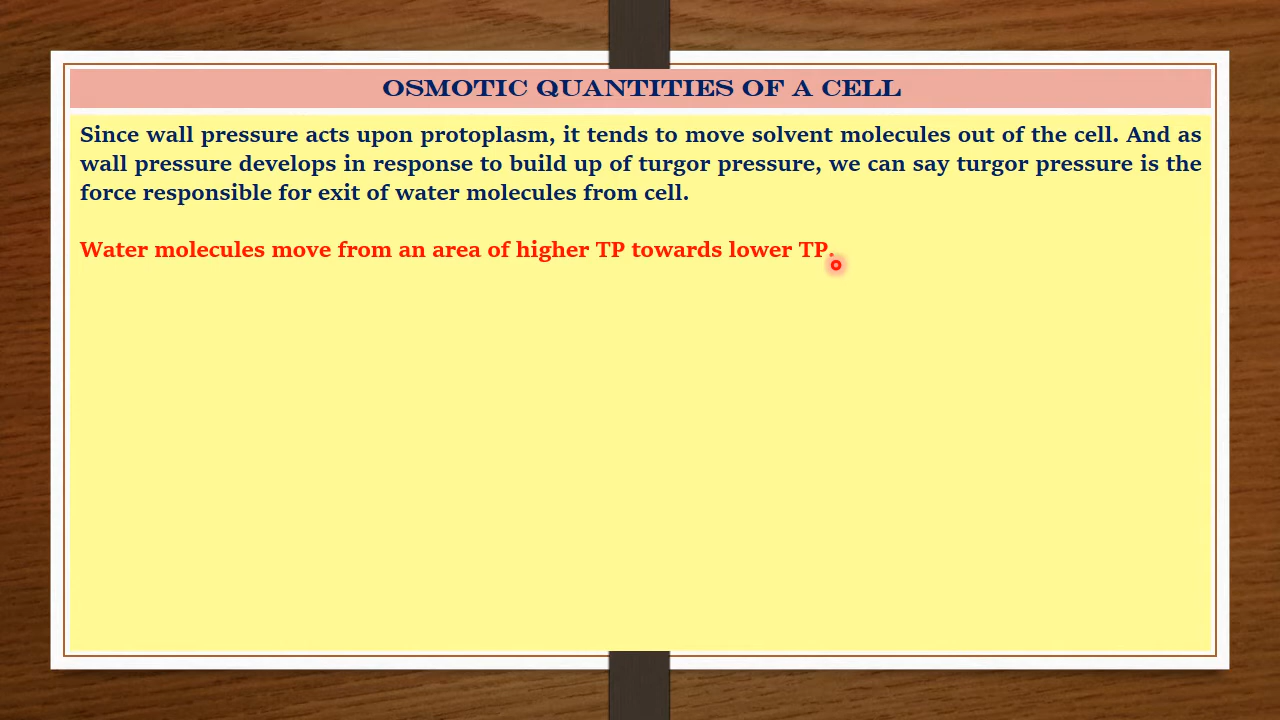 OSMOTIC QUANTITIES OF A CELL
Since wall pressure acts upon protoplasm, it tends to move solvent molecules out of the cell. And as
wall pressure develops in response to build up of turgor pressure, we can say turgor pressure is the
force responsible for exit of water molecules from cell.
Water molecules move from an area of higher TP towards lower TP.